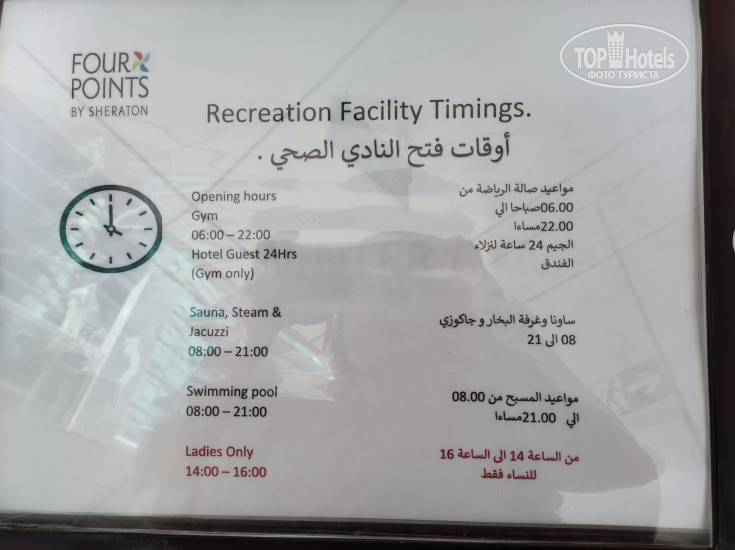 TOP Hotels
ФОТО ТУРИСТА
FOUR
POINTS
BY SHERATON
Recreation Facility Timings.
أوقات فتح النادي الصحي .
Opening hours
Gym
06:00 – 22:00
Hotel Guest 24Hrs
(Gym only)
مواعيد صالة الرياضة من
06.00صباحا الي
22.00مساءا
الجيم 24 ساعة لنزلاء
الفندق
Sauna, Steam &
Jacuzzi
08:00 – 21:00
ساونا وغرفة البخار و جاكوزي
08 الى 21
Swimming pool
08:00 – 21:00
مواعيد المسبح من 08.00
الي 21.00مساءا
Ladies Only
14:00 – 16:00
من الساعة 14 الى الساعة 16
للنساء فقط